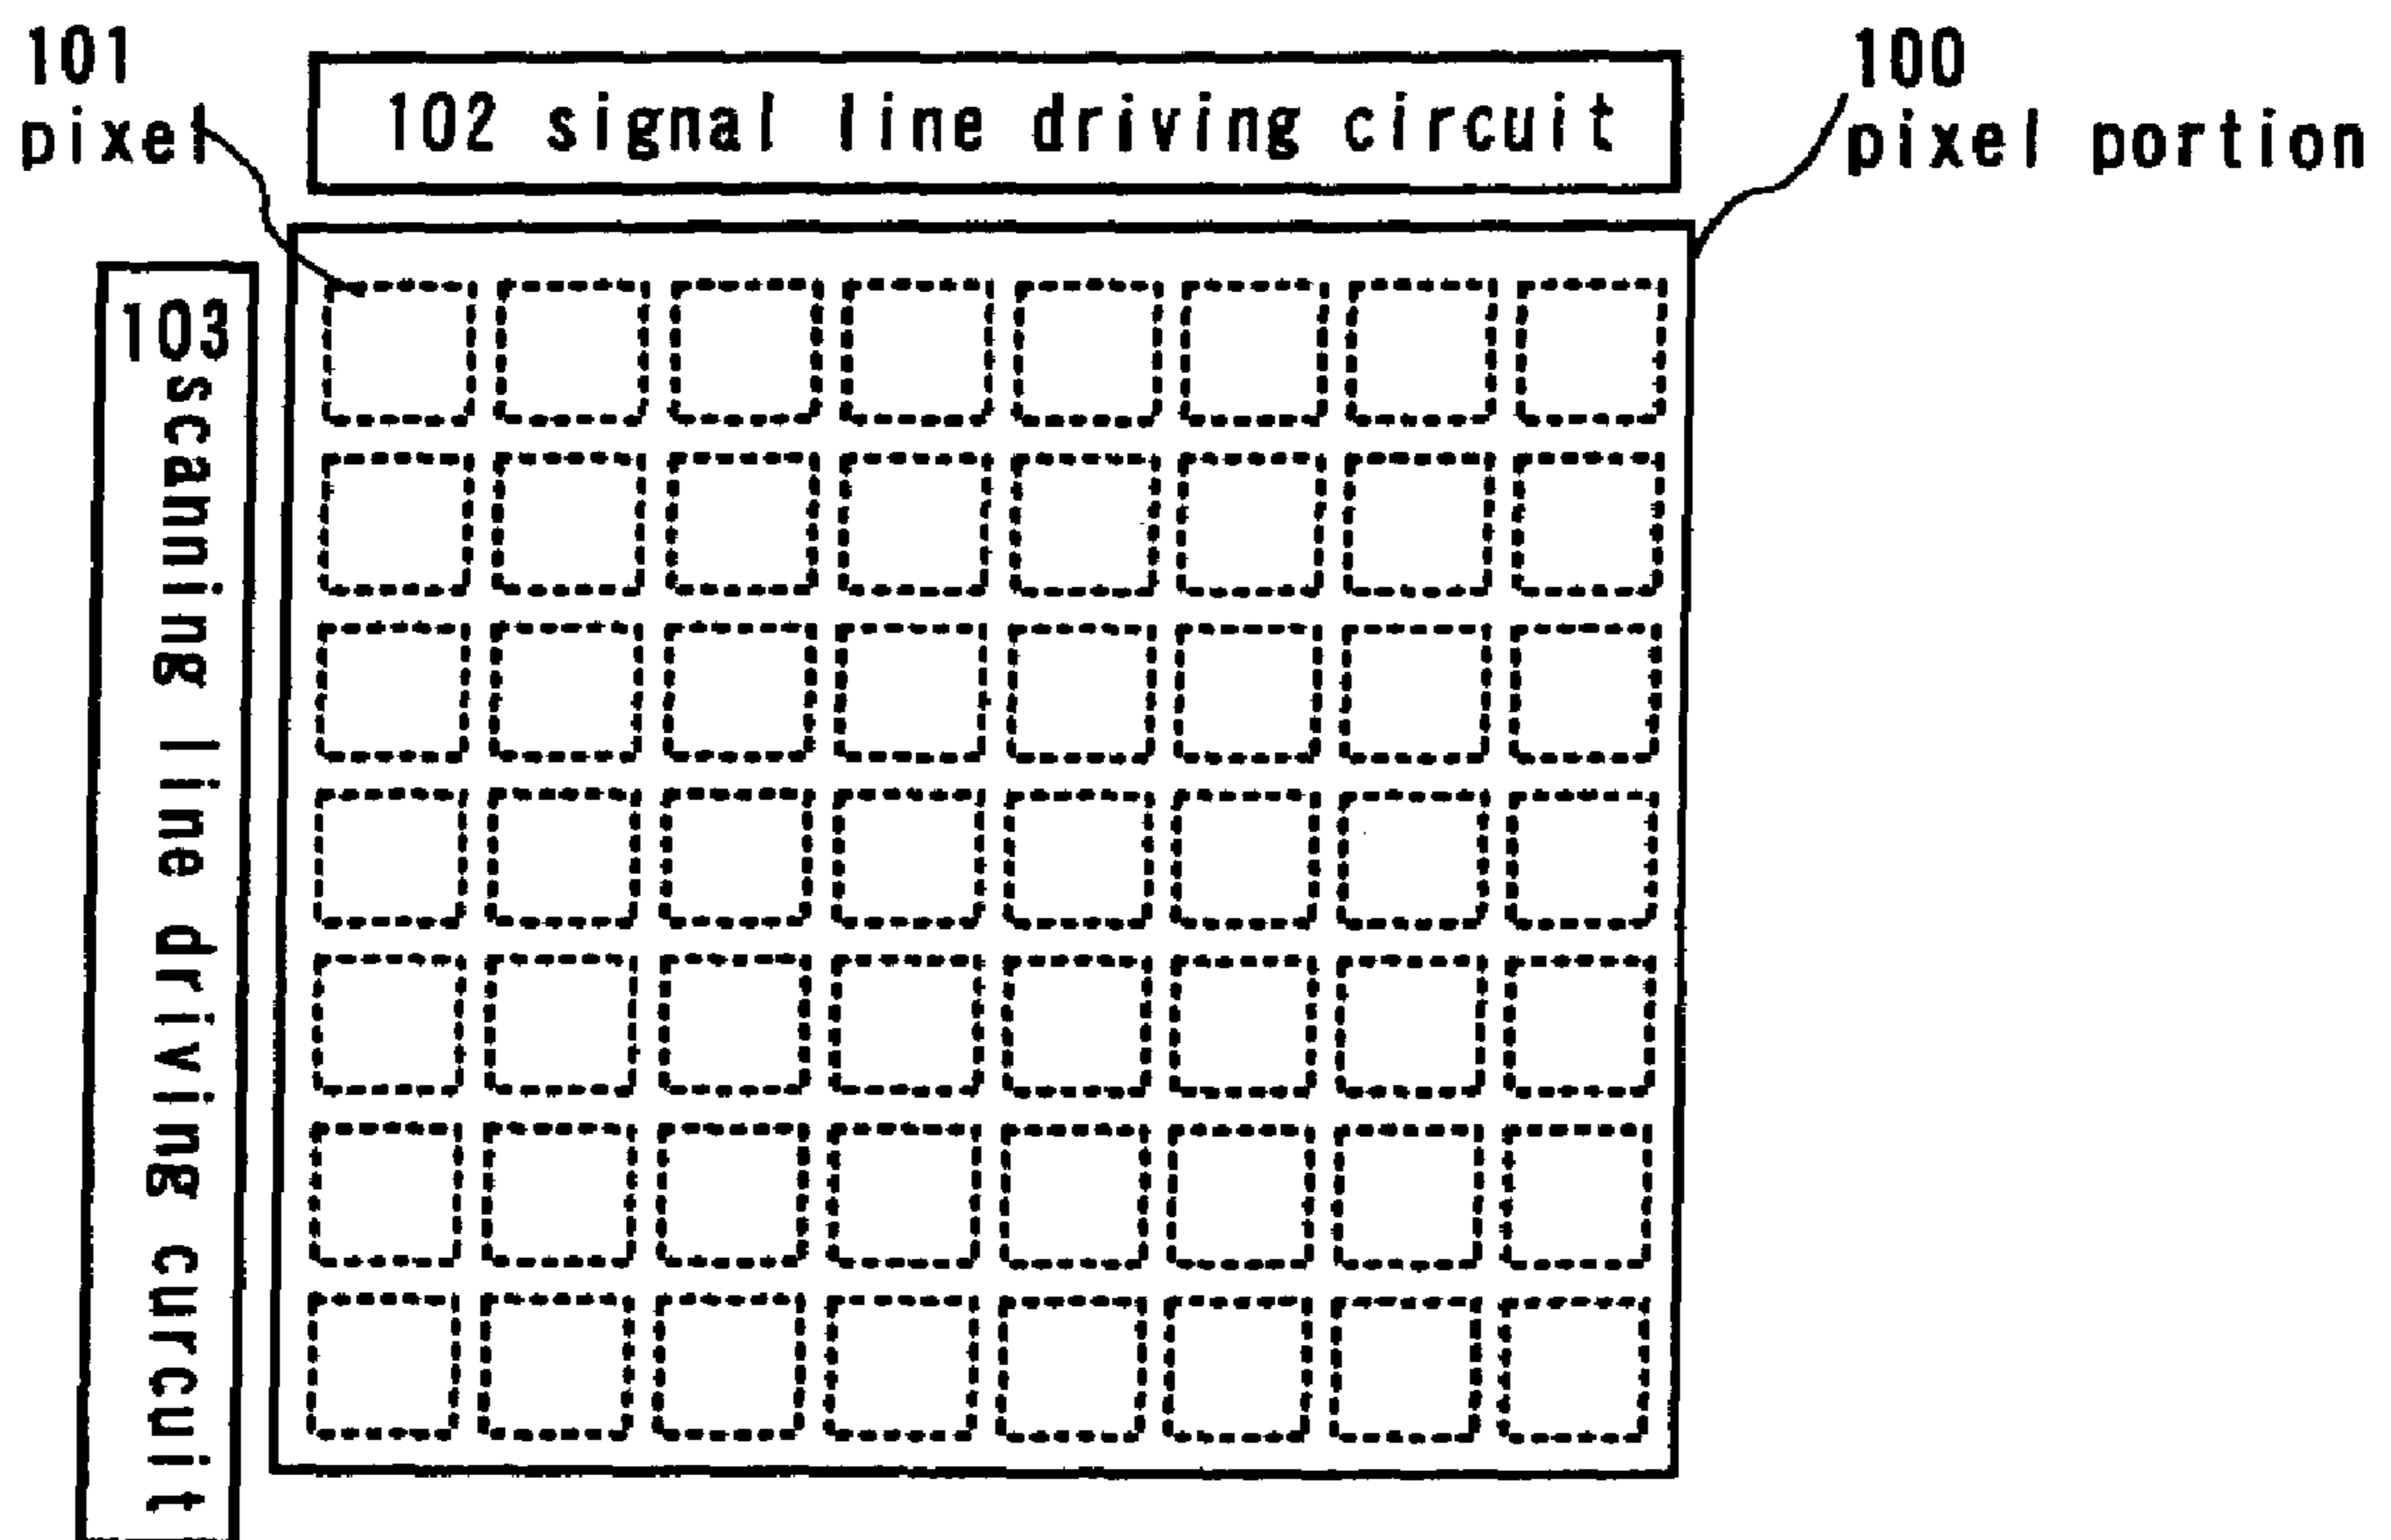 101
pixel
102 signal line driving circuit
100
pixel portion
103
scanning line driving curcuit